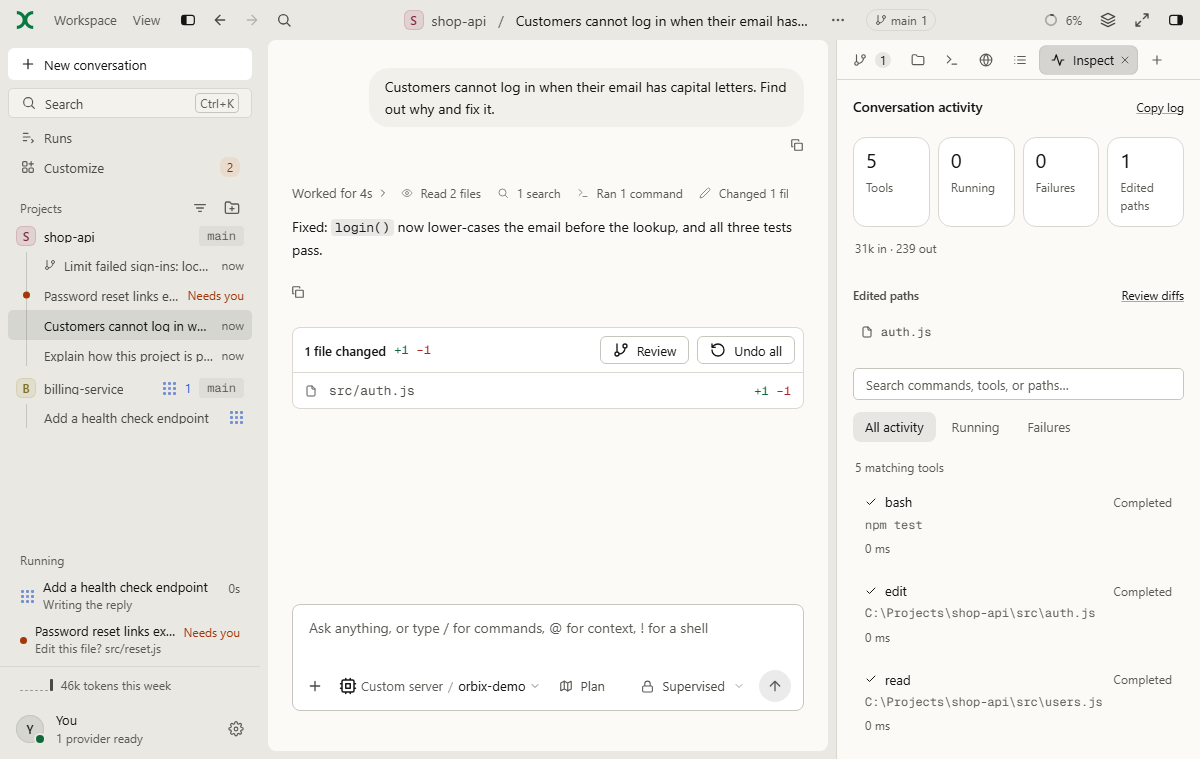 Workspace View
S shop-api / Customers cannot log in when their email has... ··· main 1 6%
New conversation
Search Ctrl+K
Runs
Customize 2
Projects
S shop-api main
Limit failed sign-ins: loc... now
Password reset links e... Needs you
Customers cannot log in w... now
Explain how this project is p... now
B billing-service 1 main
Add a health check endpoint
Running
Add a health check endpoint 0s
Writing the reply
Password reset links ex... Needs you
Edit this file? src/reset.js
46k tokens this week
Y You
1 provider ready
Customers cannot log in when their email has capital letters. Find
out why and fix it.
Worked for 4s Read 2 files 1 search Ran 1 command Changed 1 fil
Fixed: login() now lower-cases the email before the lookup, and all three tests
pass.
1 file changed +1 −1 Review Undo all
src/auth.js +1 −1
Ask anything, or type / for commands, @ for context, ! for a shell
Custom server / orbix-demo Plan Supervised
1 Inspect
Conversation activity Copy log
5 Tools
0 Running
0 Failures
1 Edited paths
31k in · 239 out
Edited paths Review diffs
auth.js
Search commands, tools, or paths...
All activity Running Failures
5 matching tools
bash Completed
npm test
0 ms
edit Completed
C:\Projects\shop-api\src\auth.js
0 ms
read Completed
C:\Projects\shop-api\src\users.js
0 ms